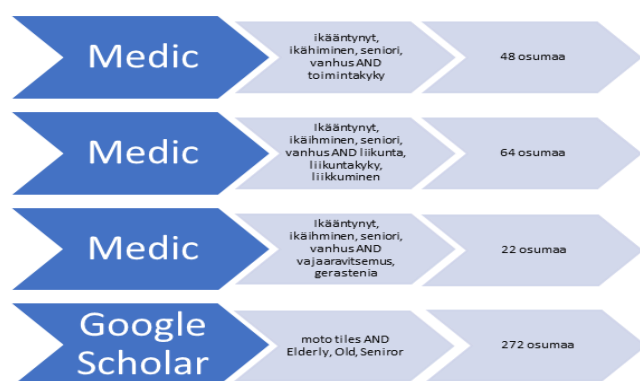 Medic
ikääntynyt,
ikähiminen, seniori,
vanhus AND
toimintakyky
48 osumaa
Medic
Ikääntynyt,
ikäihminen, seniori,
vanhus AND liikunta,
liikuntakyky,
liikkuminen
64 osumaa
Medic
Ikääntynyt,
ikäihminen, seniori,
vanhus AND
vajaaravitsemus,
gerastenia
22 osumaa
Google
Scholar
moto tiles AND
Elderly, Old, Seniror
272 osumaa